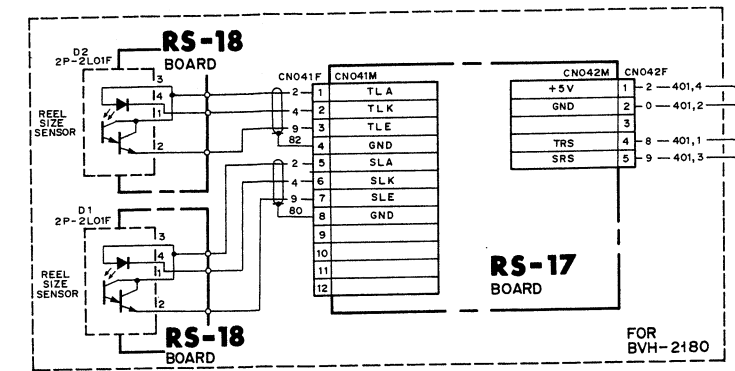 RS-18
BOARD
D2
2P-2L01F
REEL
SIZE
SENSOR
3
4
1
2
CN041F CN041M
2 1 TLA
4 2 TLK
9 3 TLE
82 4 GND
2 5 SLA
4 6 SLK
9 7 SLE
80 8 GND
9
10
11
12
CN042M CN042F
+5V 1 2 401,4
GND 2 0 401,2
3
TRS 4 8 401,1
SRS 5 9 401,3
D1
2P-2L01F
REEL
SIZE
SENSOR
3
4
1
2
RS-18
BOARD
RS-17
BOARD
FOR
BVH-2180